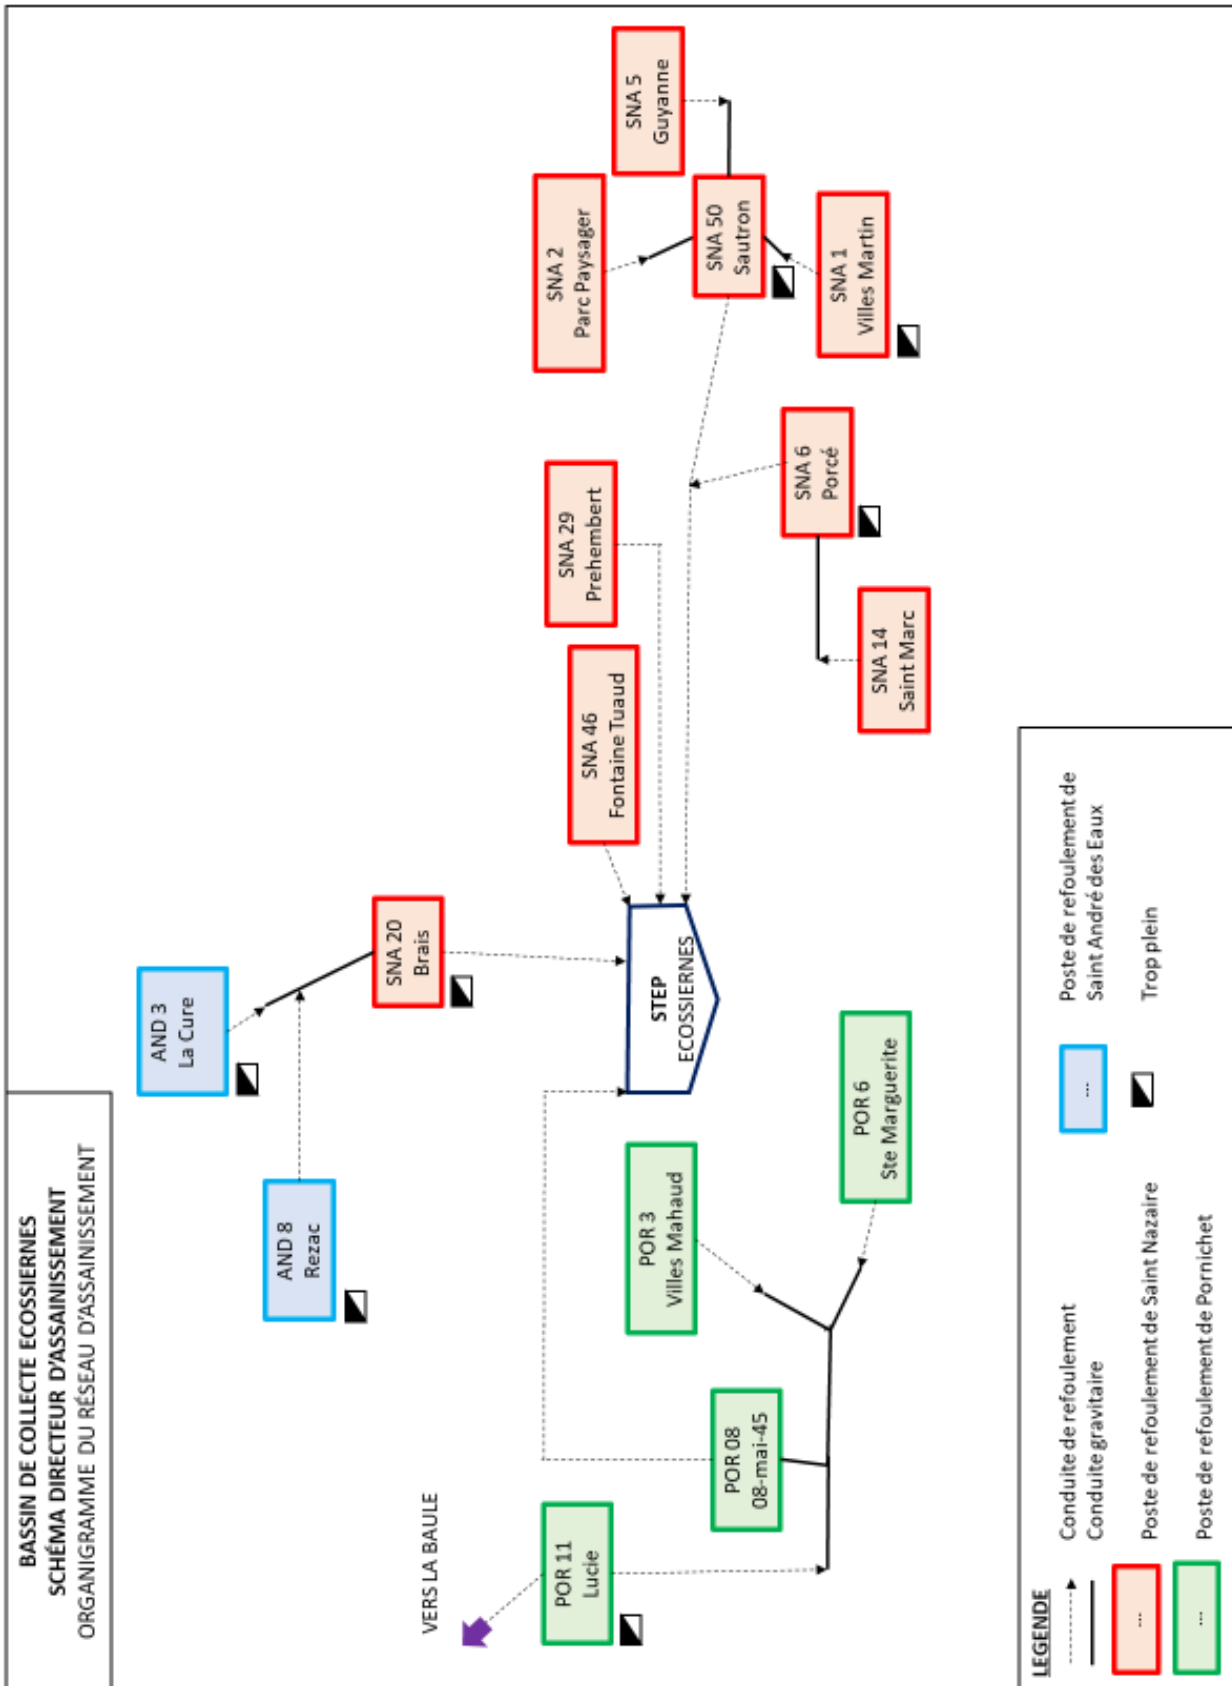 BASSIN DE COLLECTE ECOSSIERNES
SCHÉMA DIRECTEUR D'ASSAINISSEMENT
ORGANIGRAMME DU RÉSEAU D'ASSAINISSEMENT
AND 3
La Cure
AND 8
Rezac
SNA 20
Brais
VERS LA BAULE
POR 11
Lucie
POR 08
08-mai-45
POR 3
Villes Mahaud
POR 6
Ste Marguerite
STEP
ECOSSIERNES
SNA 46
Fontaine Tuaud
SNA 29
Prehembert
SNA 2
Parc Paysager
SNA 5
Guyanne
SNA 50
Sautron
SNA 1
Villes Martin
SNA 6
Porcé
SNA 14
Saint Marc
LEGENDE
Conduite de refoulement
Conduite gravitaire
...
Poste de refoulement de Saint Nazaire
...
Poste de refoulement de Pornichet
...
Poste de refoulement de
Saint André des Eaux
Trop plein